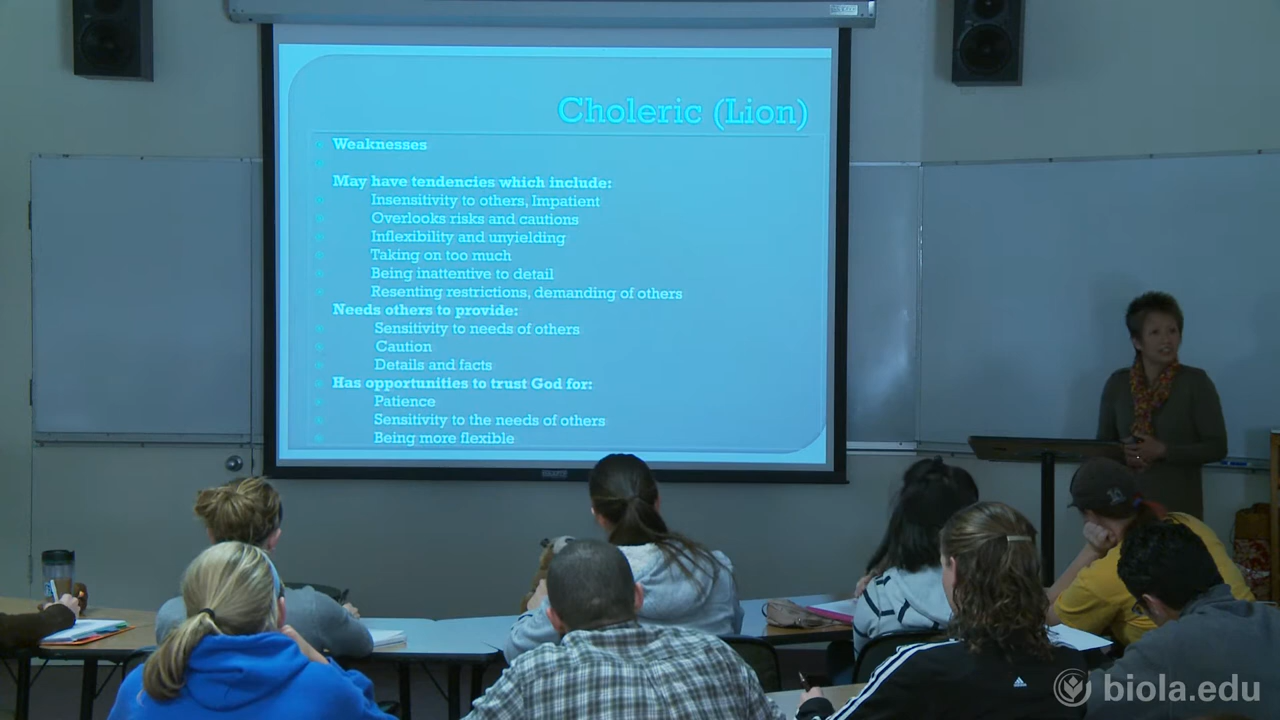 Choleric (Lion)
Weaknesses
May have tendencies which include:
Insensitivity to others, Impatient
Overlooks risks and cautions
Inflexibility and unyielding
Taking on too much
Being inattentive to detail
Resenting restrictions, demanding of others
Needs others to provide:
Sensitivity to needs of others
Caution
Details and facts
Has opportunities to trust God for:
Patience
Sensitivity to the needs of others
Being more flexible
biola.edu